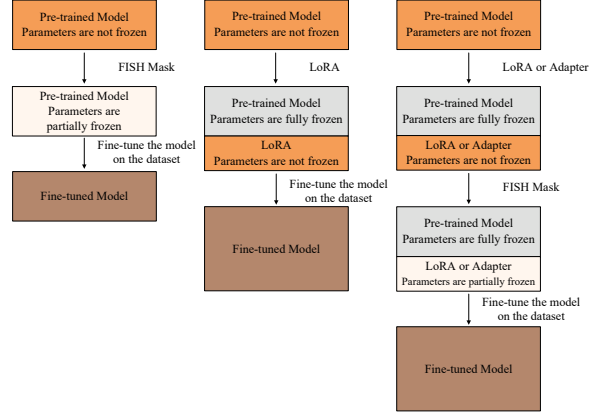 Pre-trained Model
Parameters are not frozen
FISH Mask
Pre-trained Model
Parameters are
partially frozen
Fine-tune the model
on the dataset
Fine-tuned Model
Pre-trained Model
Parameters are not frozen
LoRA
Pre-trained Model
Parameters are fully frozen
LoRA
Parameters are not frozen
Fine-tune the model
on the dataset
Fine-tuned Model
Pre-trained Model
Parameters are not frozen
LoRA or Adapter
Pre-trained Model
Parameters are fully frozen
LoRA or Adapter
Parameters are not frozen
FISH Mask
Pre-trained Model
Parameters are fully frozen
LoRA or Adapter
Parameters are partially frozen
Fine-tune the model
on the dataset
Fine-tuned Model